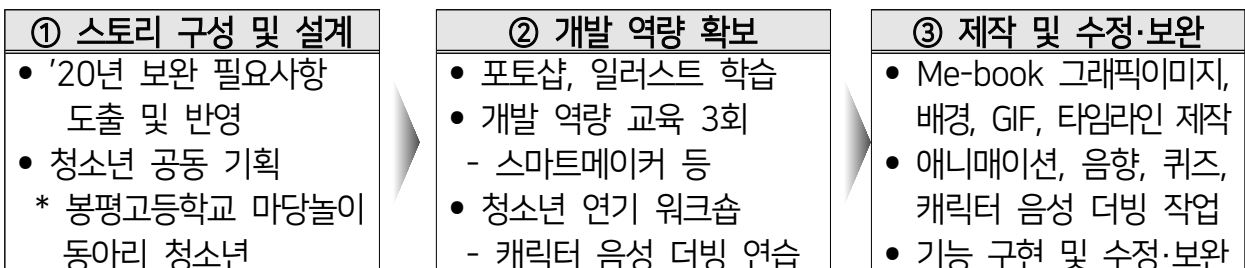 ① 스토리 구성 및 설계
• ’20년 보완 필요사항
도출 및 반영
• 청소년 공동 기획
* 봉평고등학교 마당놀이
동아리 청소년
② 개발 역량 확보
• 포토샵, 일러스트 학습
• 개발 역량 교육 3회
- 스마트메이커 등
• 청소년 연기 워크숍
- 캐릭터 음성 더빙 연습
③ 제작 및 수정·보완
• Me-book 그래픽이미지,
배경, GIF, 타임라인 제작
• 애니매이션, 음향, 퀴즈,
캐릭터 음성 더빙 작업
• 기능 구현 및 수정·보완